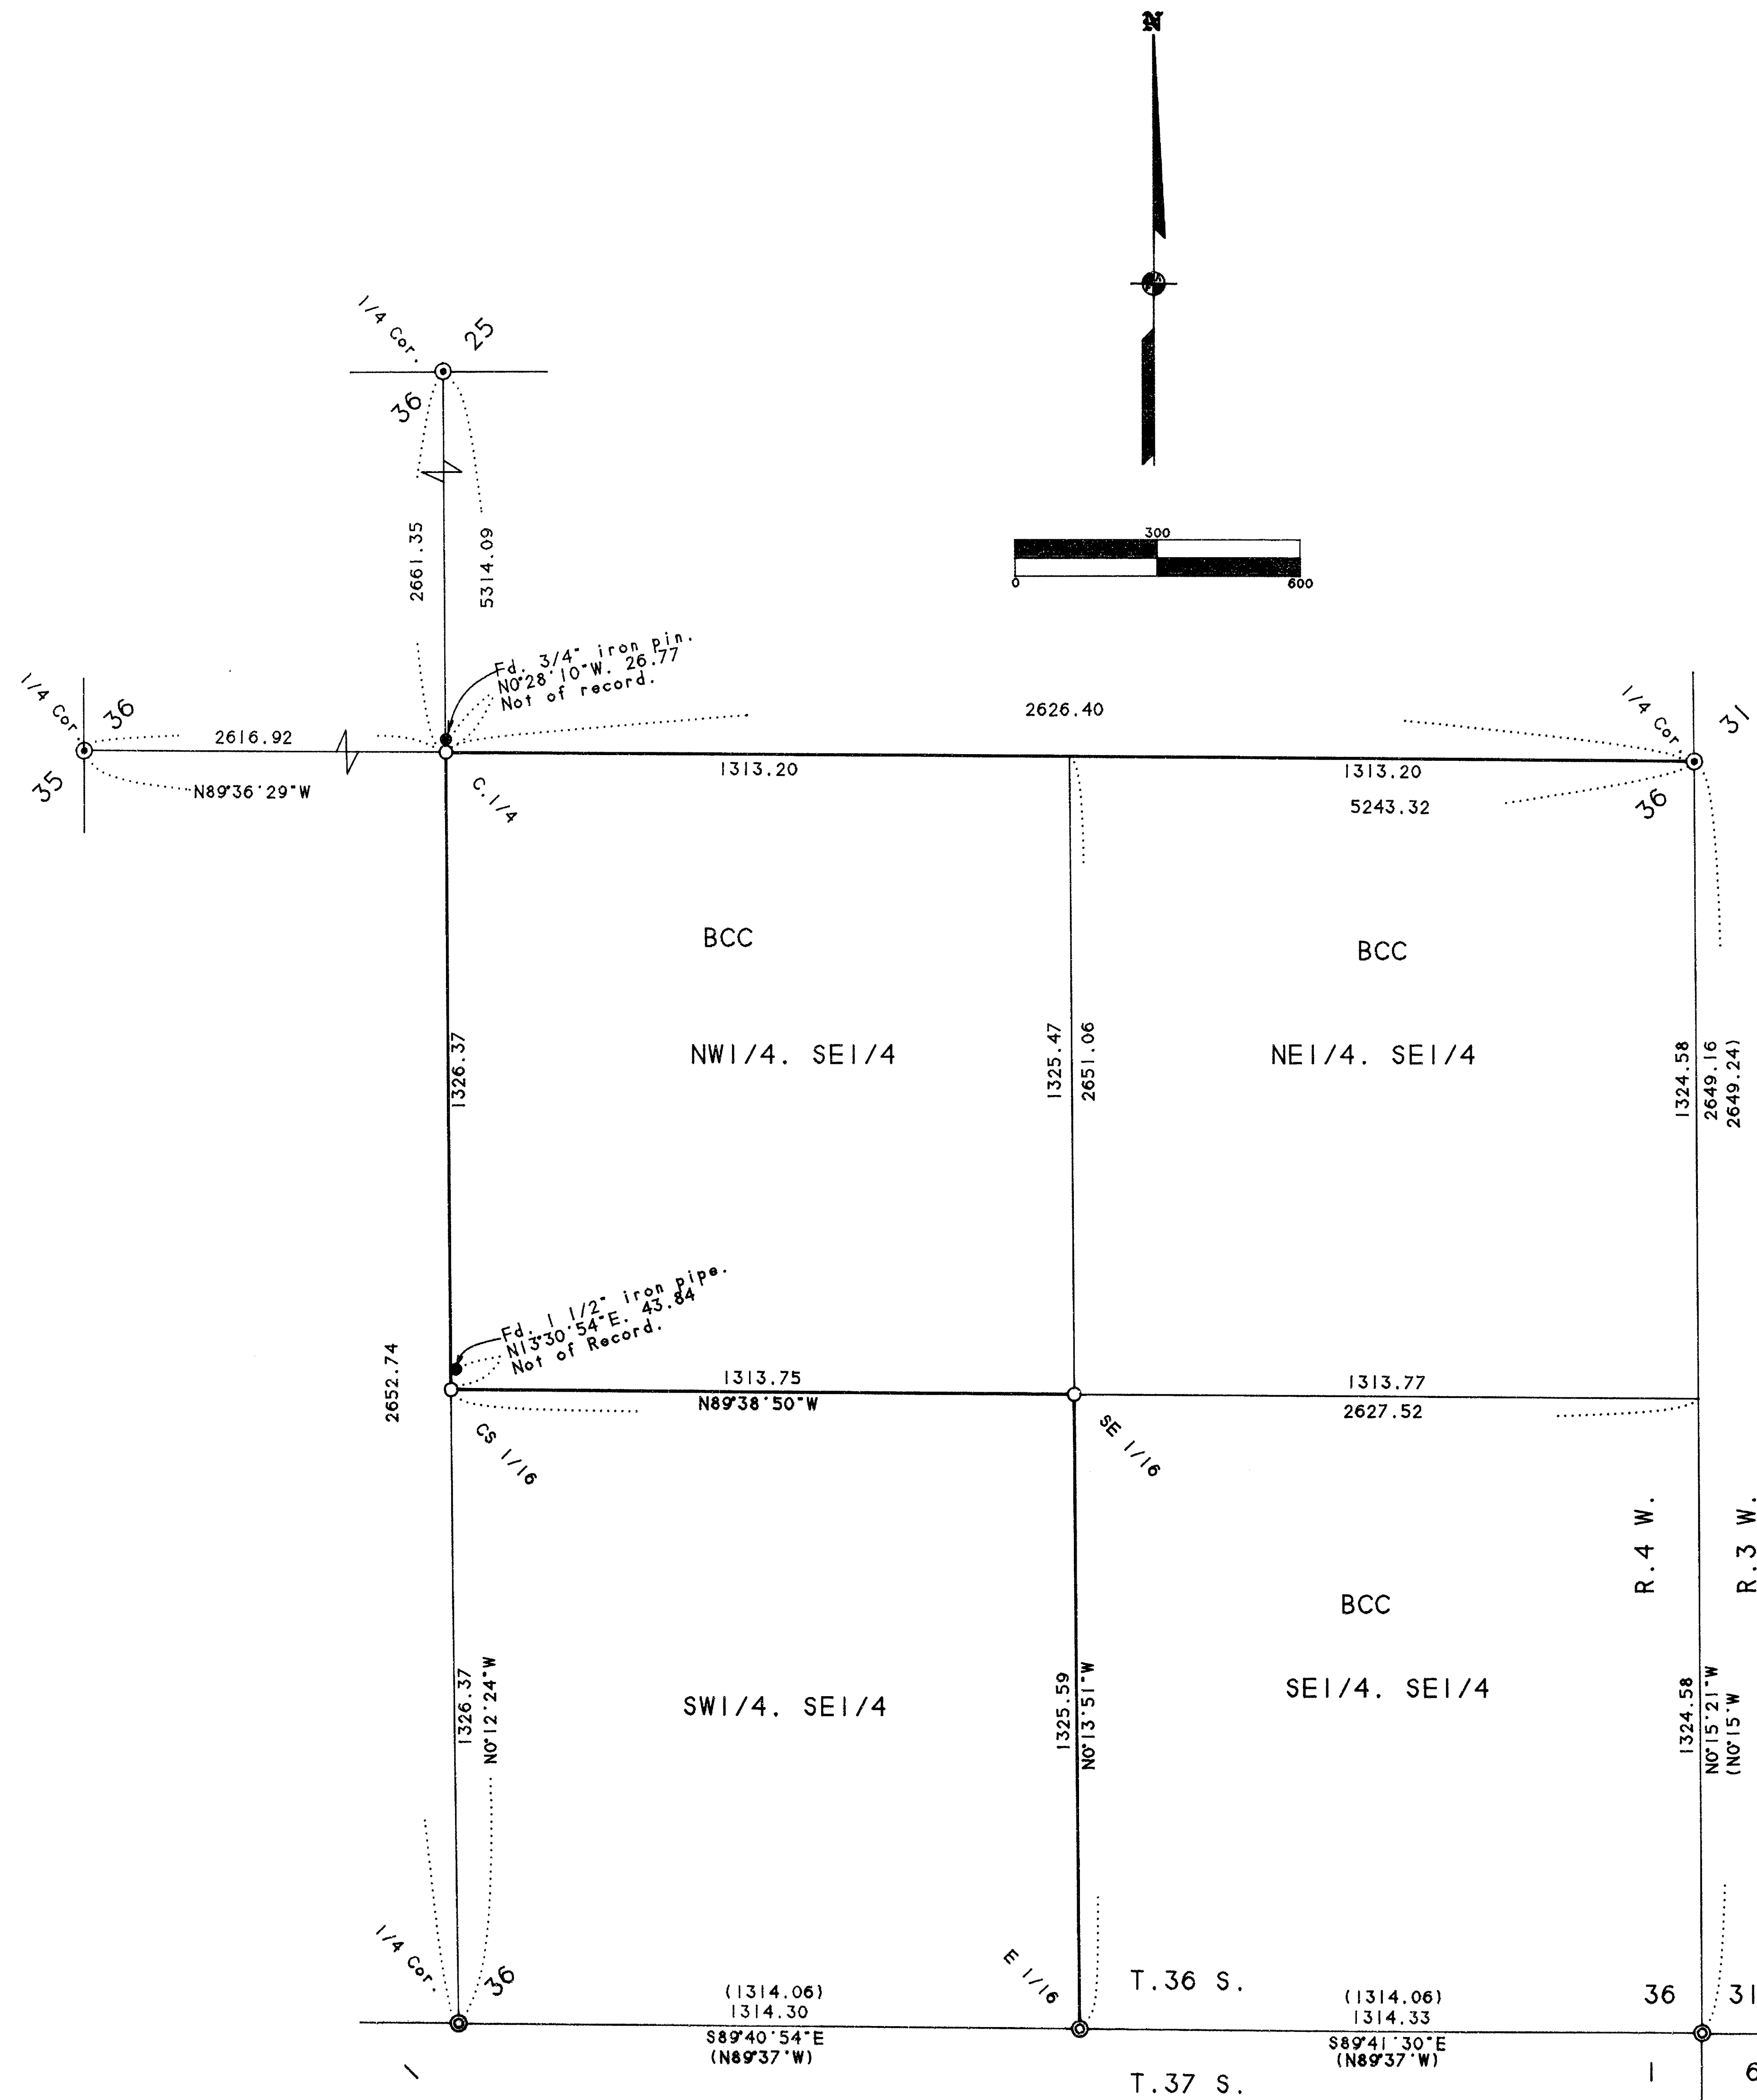 N
1/4 Cor.
25
36
2661.35
5314.09
300
0
600
Fd. 3/4" iron pin.
N0°28'10"W. 26.77
Not of record.
1/4 Cor.
36
35
2616.92
N89°36'29"W
2626.40
1/4 Cor.
31
36
C.1/4
1313.20
1313.20
5243.32
BCC
BCC
NW1/4. SE1/4
NE1/4. SE1/4
1326.37
1325.47
2651.06
1324.58
2649.16
2649.24)
Fd. 1 1/2" iron pipe.
N13°30'54"E. 43.84
Not of Record.
2652.74
1313.75
N89°38'50"W
1313.77
2627.52
CS 1/16
SE 1/16
R.4 W.
R.3 W.
BCC
SW1/4. SE1/4
SE1/4. SE1/4
1326.37
N0°12'24"W
1325.59
N0°13'51"W
1324.58
N0°15'21"W
(N0°15'W
1/4 Cor.
36
E 1/16
T.36 S.
36
31
(1314.06)
1314.30
S89°40'54"E
(N89°37'W)
(1314.06)
1314.33
S89°41'30"E
(N89°37'W)
1
T.37 S.
1
6